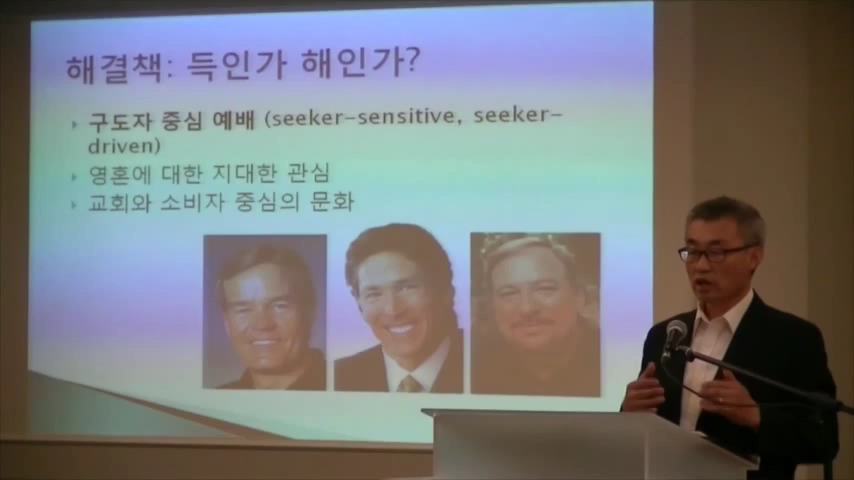 해결책: 득인가 해인가?
구도자 중심 예배 (seeker-sensitive, seeker-
driven)
영혼에 대한 지대한 관심
교회와 소비자 중심의 문화